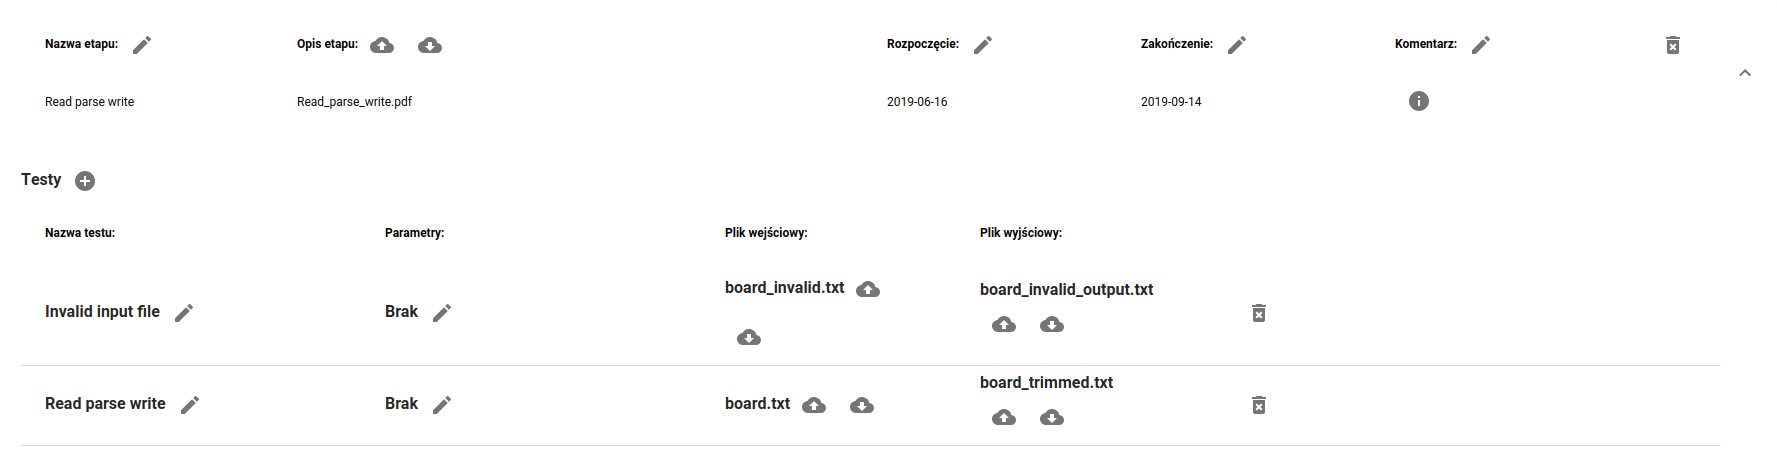 Nazwa etapu: Opis etapu: Rozpoczęcie: Zakończenie: Komentarz:
Read parse write Read_parse_write.pdf 2019-06-16 2019-09-14
Testy
Nazwa testu: Parametry: Plik wejściowy: Plik wyjściowy:
Invalid input file Brak board_invalid.txt board_invalid_output.txt
Read parse write Brak board.txt board_trimmed.txt